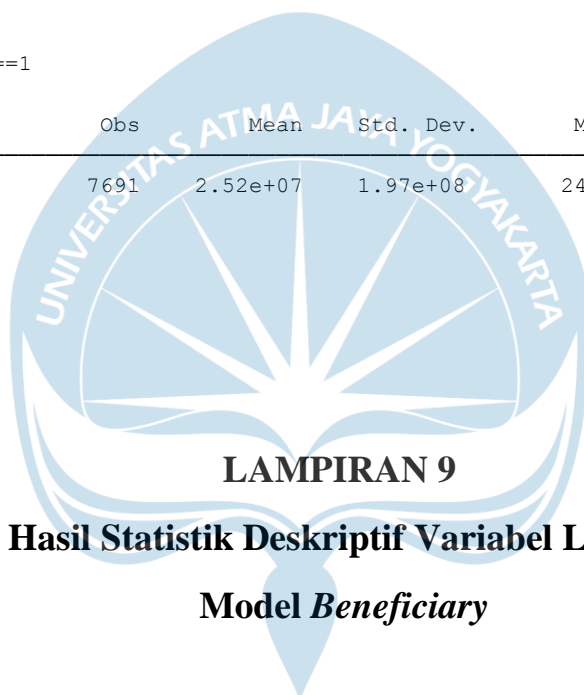 ==1
Obs Mean Std. Dev. M
7691 2.52e+07 1.97e+08 24
UNIVERSITAS ATMA JAYA YOGYAKARTA
LAMPIRAN 9
Hasil Statistik Deskriptif Variabel L
Model Beneficiary